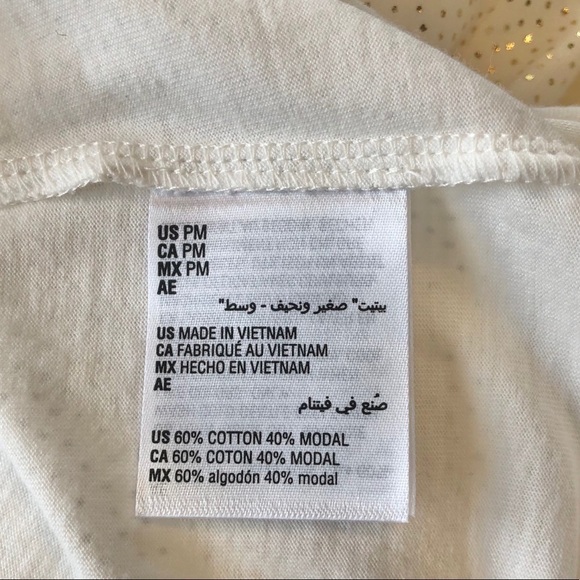 US PM
CA PM
MX PM
AE
بيتيت" صغير ونحيف - وسط"
US MADE IN VIETNAM
CA FABRIQUÉ AU VIETNAM
MX HECHO EN VIETNAM
AE
صُنع في فيتنام
US 60% COTTON 40% MODAL
CA 60% COTON 40% MODAL
MX 60% algodón 40% modal